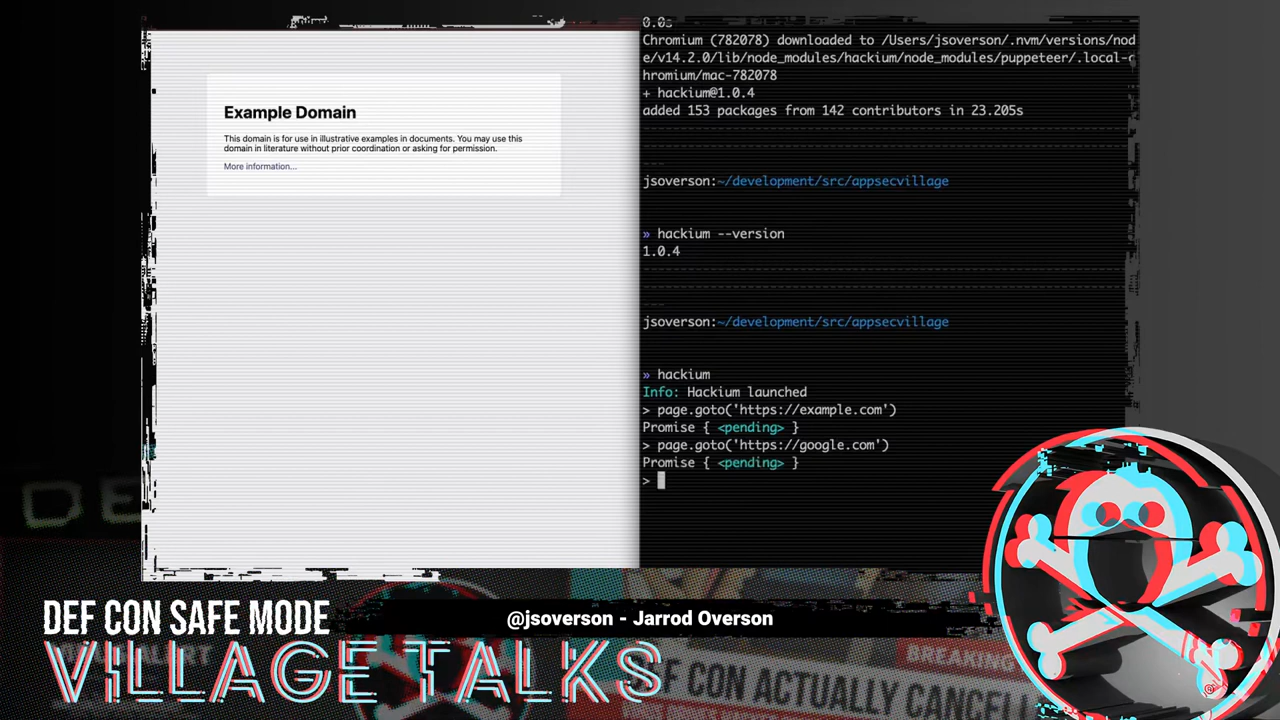 Example Domain
This domain is for use in illustrative examples in documents. You may use this
domain in literature without prior coordination or asking for permission.
More information...
0.0s
Chromium (782078) downloaded to /Users/jsoverson/.nvm/versions/nod
e/v14.2.0/lib/node_modules/hackium/node_modules/puppeteer/.local-c
hromium/mac-782078
+ hackium@1.0.4
added 153 packages from 142 contributors in 23.205s
jsoverson:~/development/src/appsecvillage
» hackium --version
1.0.4
jsoverson:~/development/src/appsecvillage
» hackium
Info: Hackium launched
> page.goto('https://example.com')
Promise { <pending> }
> page.goto('https://google.com')
Promise { <pending> }
>
DE
DEF CON SAFE MODE
@jsoverson - Jarrod Overson
VILLAGE TALKS
BREAKING
DEF CON ACTUALLY CANCEL